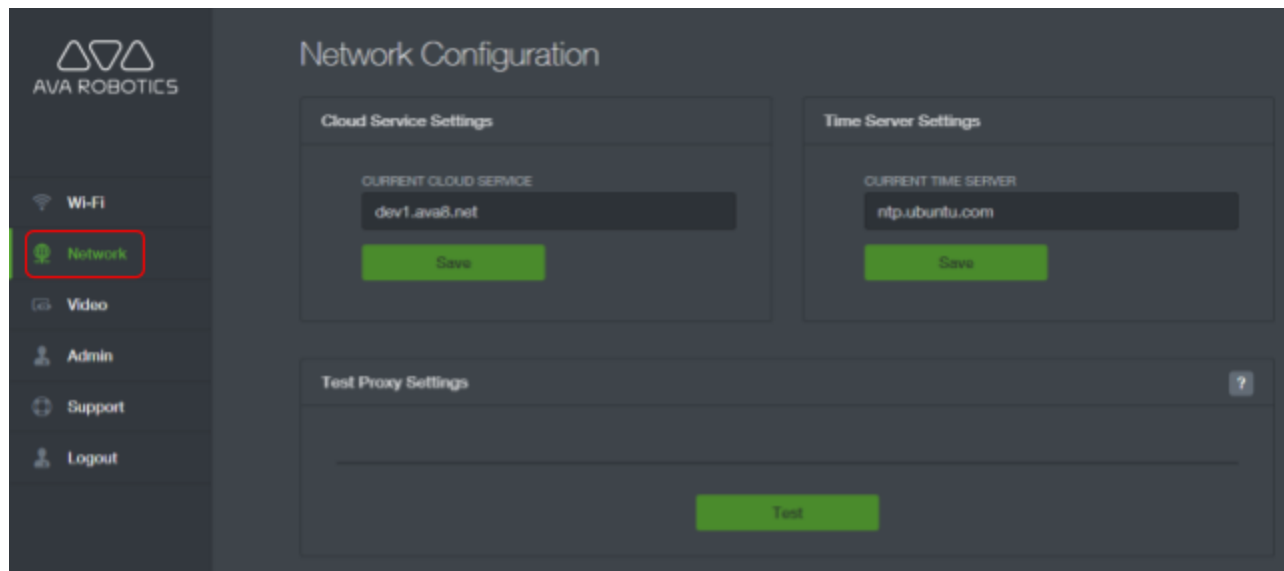 AVA ROBOTICS
Wi-Fi
Network
Video
Admin
Support
Logout
Network Configuration
Cloud Service Settings
CURRENT CLOUD SERVICE
dev1.ava8.net
Save
Time Server Settings
CURRENT TIME SERVER
ntp.ubuntu.com
Save
Test Proxy Settings
?
Test